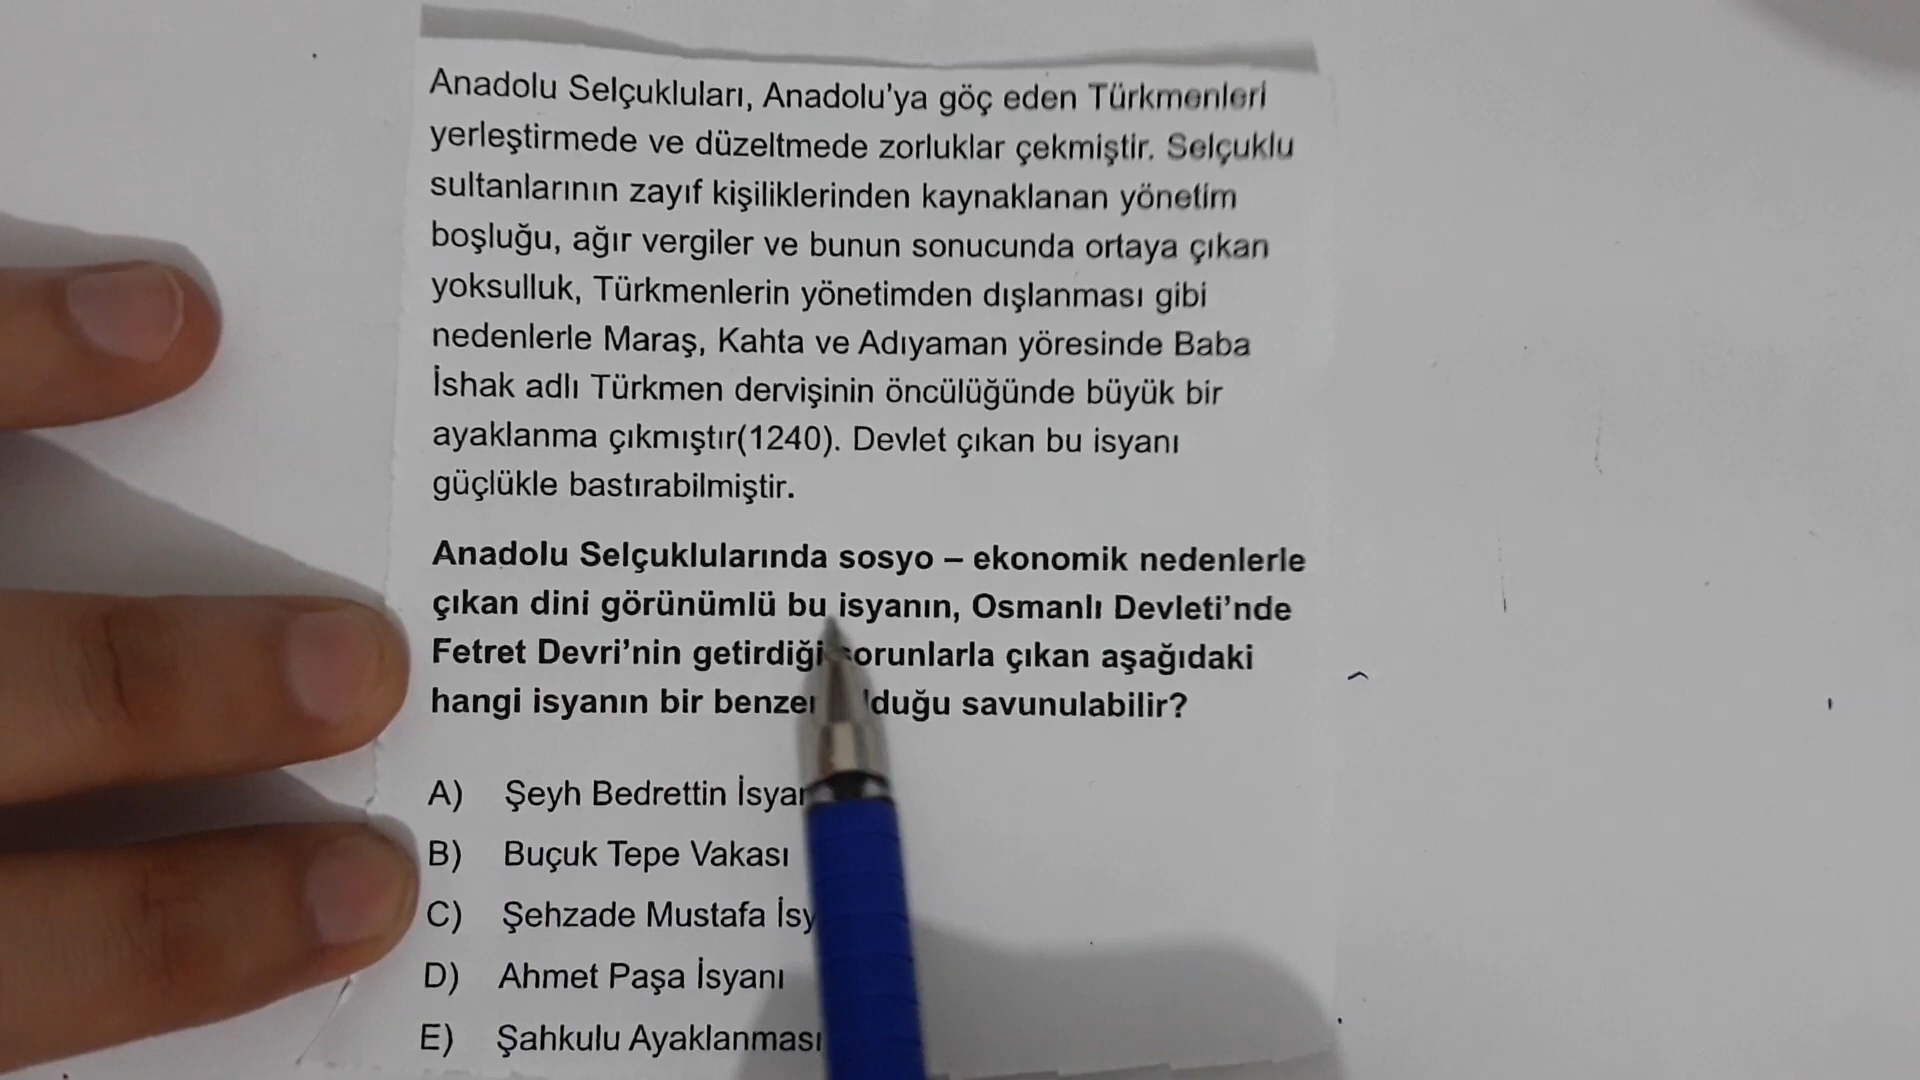 Anadolu Selçukluları, Anadolu'ya göç eden Türkmenleri
yerleştirmede ve düzeltmede zorluklar çekmiştir. Selçuklu
sultanlarının zayıf kişiliklerinden kaynaklanan yönetim
boşluğu, ağır vergiler ve bunun sonucunda ortaya çıkan
yoksulluk, Türkmenlerin yönetimden dışlanması gibi
nedenlerle Maraş, Kahta ve Adıyaman yöresinde Baba
İshak adlı Türkmen dervişinin öncülüğünde büyük bir
ayaklanma çıkmıştır(1240). Devlet çıkan bu isyanı
güçlükle bastırabilmiştir.
Anadolu Selçuklularında sosyo – ekonomik nedenlerle
çıkan dini görünümlü bu isyanın, Osmanlı Devleti'nde
Fetret Devri'nin getirdiği sorunlarla çıkan aşağıdaki
hangi isyanın bir savunulabilir?
A) Şeyh Bedrettin
B) Buçuk Tepe Vakası
C) Şehzade Mustafa
D) Ahmet Paşa İsyanı
E) Şahkulu Ayaklanması